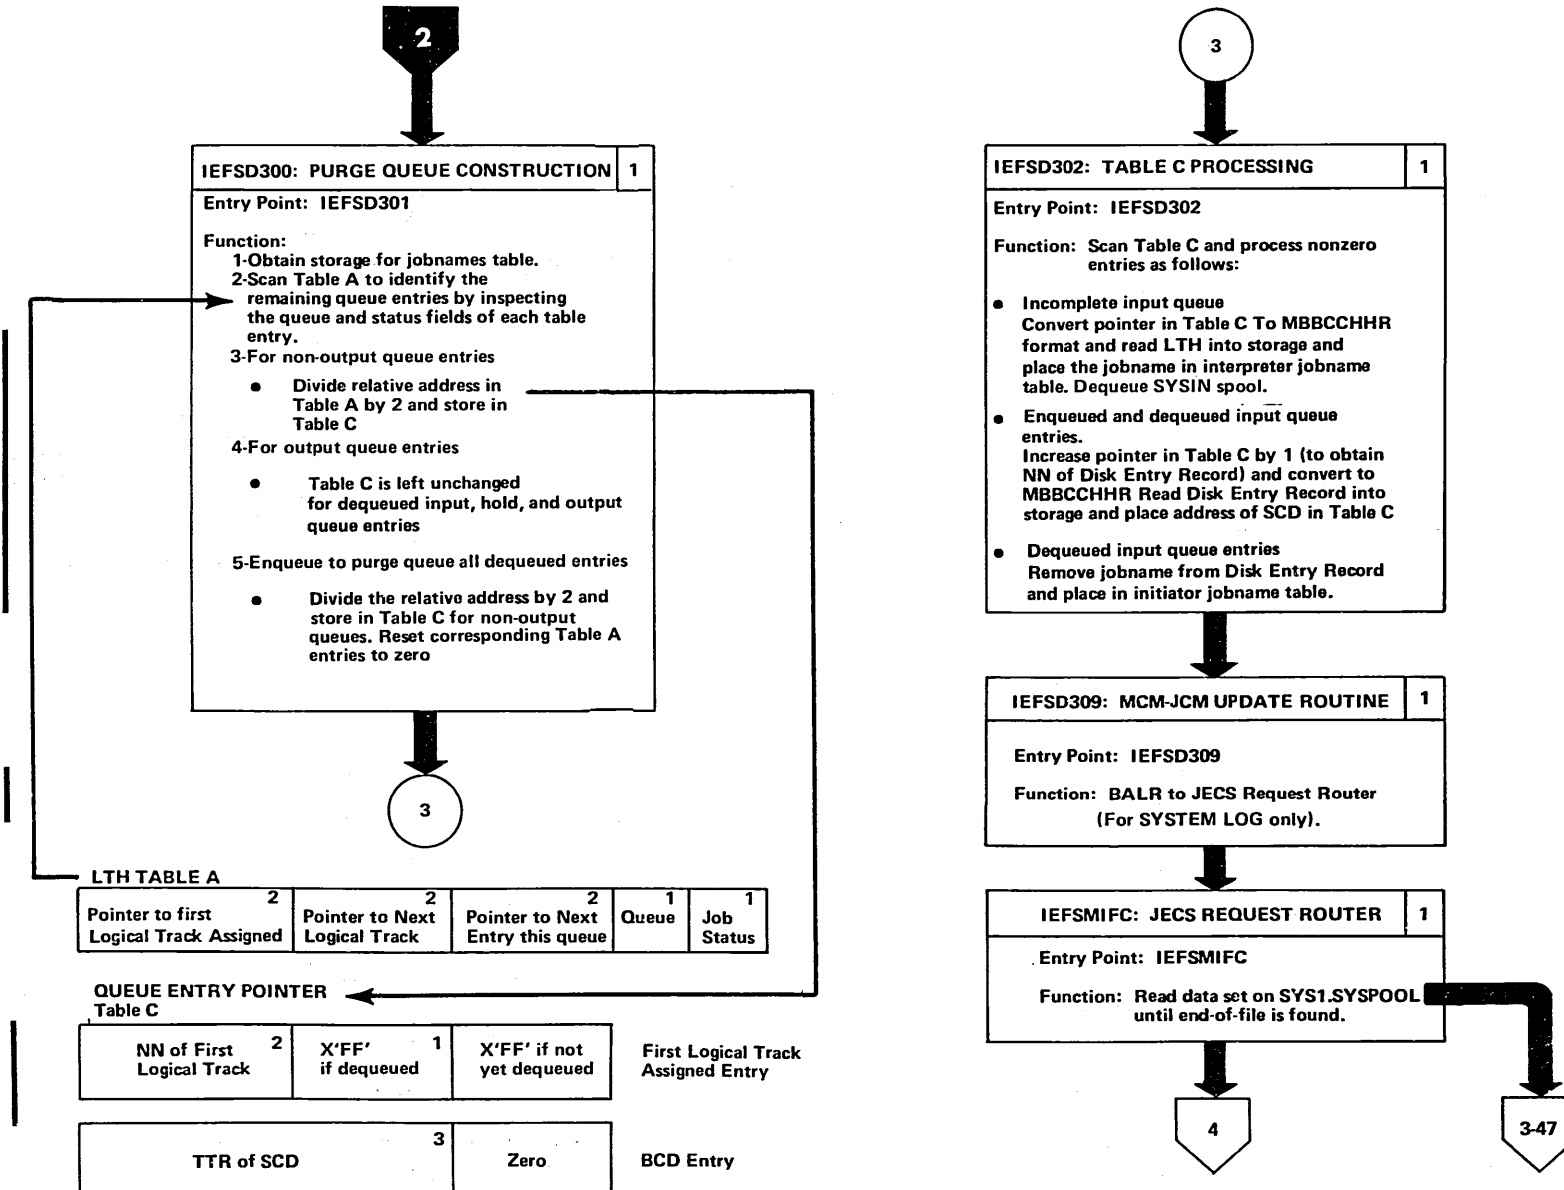 2
IEFSD300: PURGE QUEUE CONSTRUCTION 1
Entry Point: IEFSD301
Function:
1-Obtain storage for jobnames table.
2-Scan Table A to identify the
remaining queue entries by inspecting
the queue and status fields of each table
entry.
3-For non-output queue entries
● Divide relative address in
Table A by 2 and store in
Table C
4-For output queue entries
● Table C is left unchanged
for dequeued input, hold, and output
queue entries
5-Enqueue to purge queue all dequeued entries
● Divide the relative address by 2 and
store in Table C for non-output
queues. Reset corresponding Table A
entries to zero
3
LTH TABLE A
Pointer to first 2
Logical Track Assigned
Pointer to Next 2
Logical Track
Pointer to Next 2
Entry this queue
Queue 1
Job 1
Status
QUEUE ENTRY POINTER
Table C
NN of First 2
Logical Track
X'FF' 1
if dequeued
X'FF' if not
yet dequeued
First Logical Track
Assigned Entry
TTR of SCD 3
Zero
BCD Entry
3
IEFSD302: TABLE C PROCESSING 1
Entry Point: IEFSD302
Function: Scan Table C and process nonzero
entries as follows:
● Incomplete input queue
Convert pointer in Table C To MBBCCHHR
format and read LTH into storage and
place the jobname in interpreter jobname
table. Dequeue SYSIN spool.
● Enqueued and dequeued input queue
entries.
Increase pointer in Table C by 1 (to obtain
NN of Disk Entry Record) and convert to
MBBCCHHR Read Disk Entry Record into
storage and place address of SCD in Table C
● Dequeued input queue entries
Remove jobname from Disk Entry Record
and place in initiator jobname table.
IEFSD309: MCM-JCM UPDATE ROUTINE 1
Entry Point: IEFSD309
Function: BALR to JECS Request Router
(For SYSTEM LOG only).
IEFSMIFC: JECS REQUEST ROUTER 1
Entry Point: IEFSMIFC
Function: Read data set on SYS1.SYSPOOL
until end-of-file is found.
4
3-47